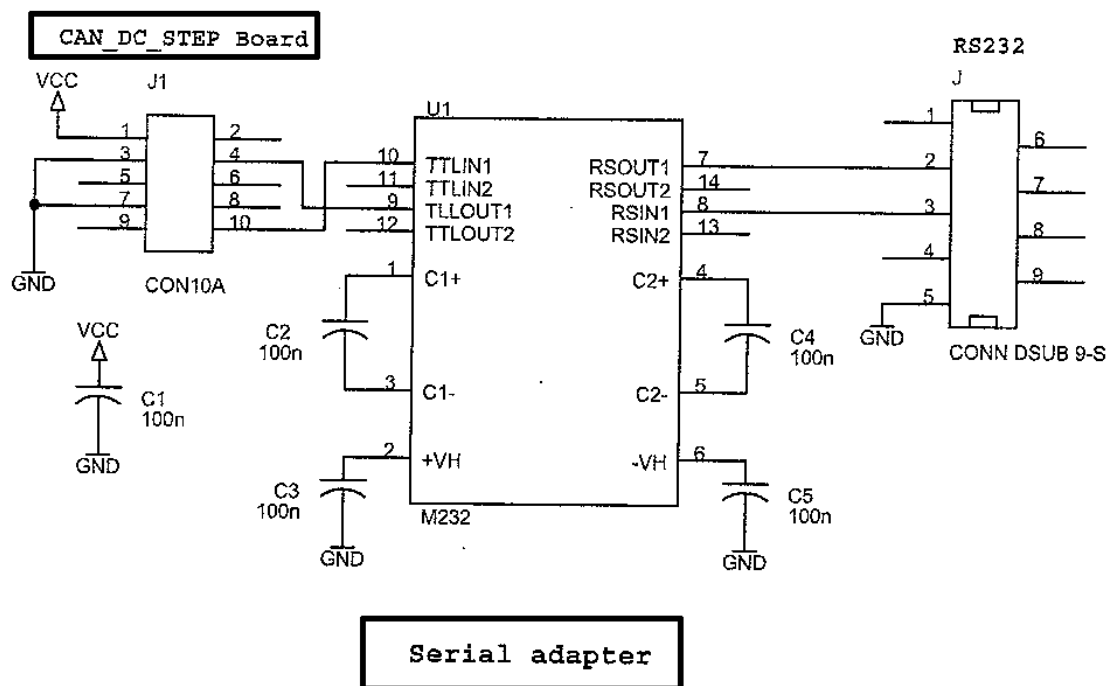 CAN_DC_STEP Board
RS232
VCC
J1
J
U1
1
2
3
4
5
6
7
8
9
10
GND
CON10A
10
TTLIN1
11
TTLIN2
9
TLLOUT1
12
TTLOUT2
1
C1+
3
C1-
2
+VH
RSOUT1
7
RSOUT2
14
RSIN1
8
RSIN2
13
C2+
4
C2-
5
-VH
6
M232
1
2
3
4
5
6
7
8
9
GND
CONN DSUB 9-S
VCC
C1
100n
GND
C2
100n
C3
100n
GND
C4
100n
C5
100n
GND
Serial adapter